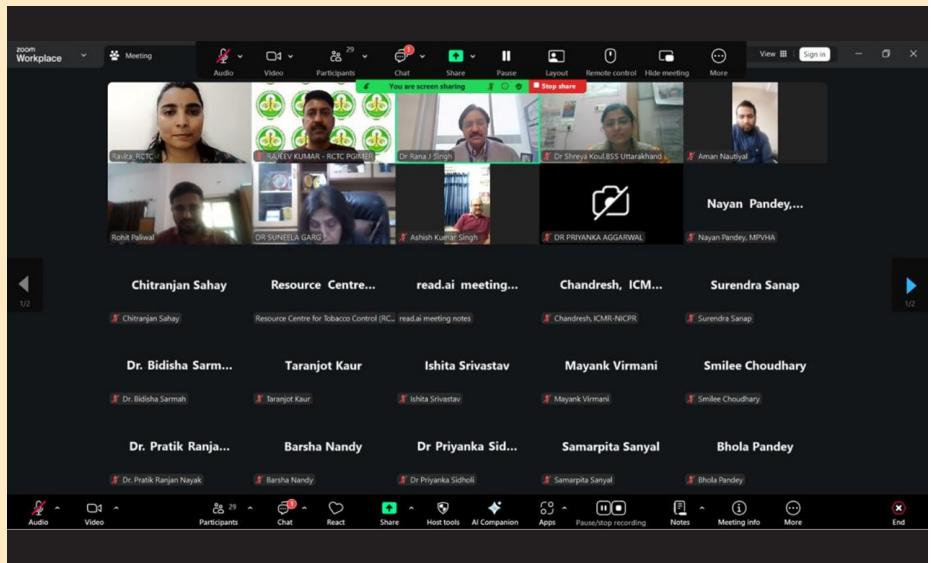 zoom
Workplace
Meeting
29
1
View
Sign in
Audio Video Participants Chat Share Pause Layout Remote control Hide meeting More
You are screen sharing
Stop share
Ravita_RCTC
RAJEEV KUMAR - RCTC PGIMER
Dr Rana J Singh
Dr Shreya Koul.BSS Uttarakhand
Aman Nautiyal
Nayan Pandey,...
Rohit Paliwal
DR SUNEELA GARG
Ashish Kumar Singh
DR PRIYANKA AGGARWAL
Nayan Pandey, MPVHA
Chitranjan Sahay
Resource Centre...
read.ai meeting...
Chandresh, ICM...
Surendra Sanap
1/2
1/2
Chitranjan Sahay
Resource Centre for Tobacco Control (RC...
read.ai meeting notes
Chandresh, ICMR-NICPR
Surendra Sanap
Dr. Bidisha Sarm...
Taranjot Kaur
Ishita Srivastav
Mayank Virmani
Smilee Choudhary
Dr. Bidisha Sarmah
Taranjot Kaur
Ishita Srivastav
Mayank Virmani
Smilee Choudhary
Dr. Pratik Ranja...
Barsha Nandy
Dr Priyanka Sid...
Samarpita Sanyal
Bhola Pandey
Dr. Pratik Ranjan Nayak
Barsha Nandy
Dr Priyanka Sidholi
Samarpita Sanyal
Bhola Pandey
29
1
Audio Video Participants Chat React Share Host tools AI Companion Apps Pause/stop recording Notes Meeting info More End